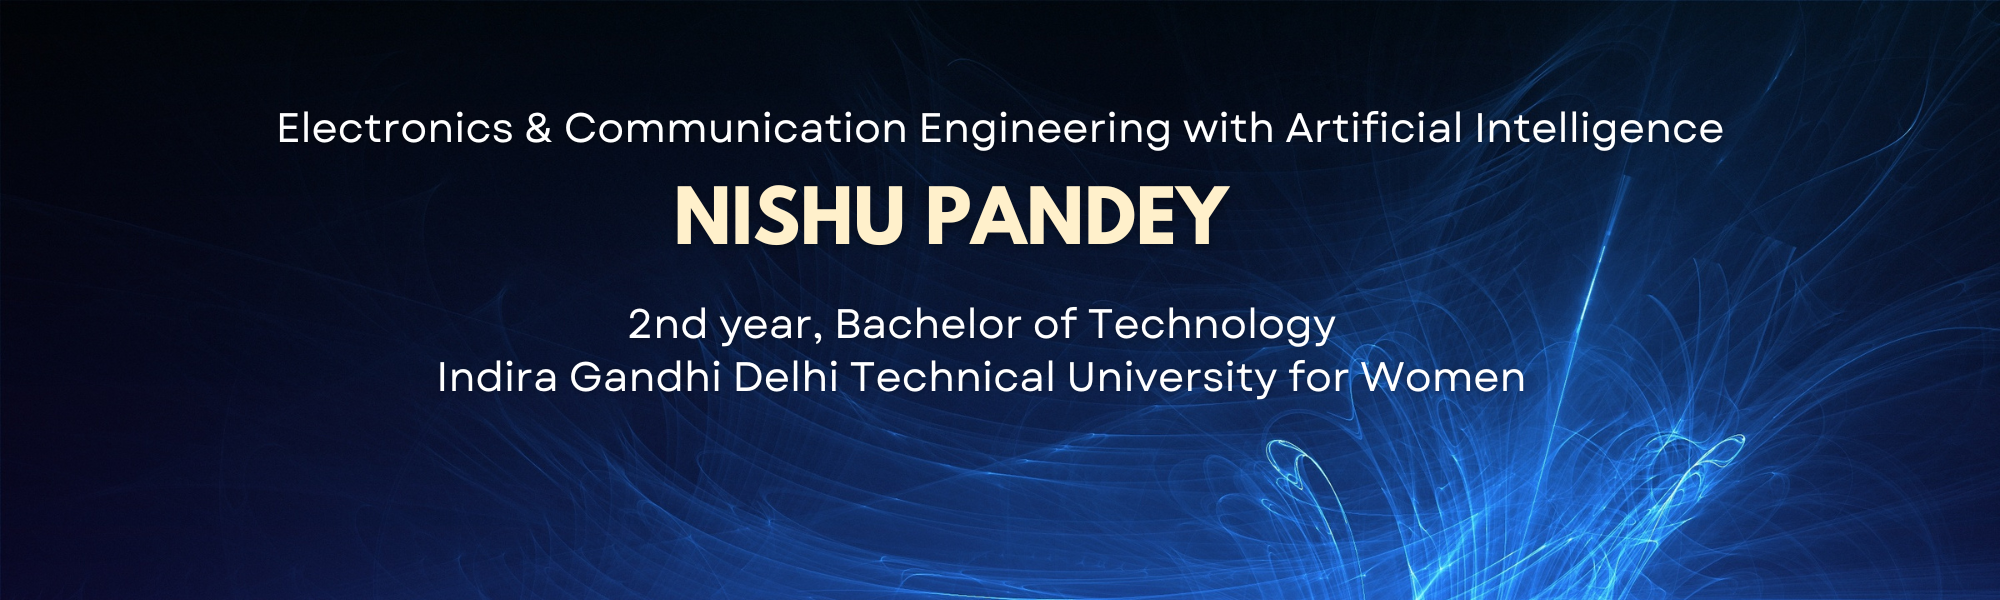 Electronics & Communication Engineering with Artificial Intelligence
NISHU PANDEY
2nd year, Bachelor of Technology
Indira Gandhi Delhi Technical University for Women